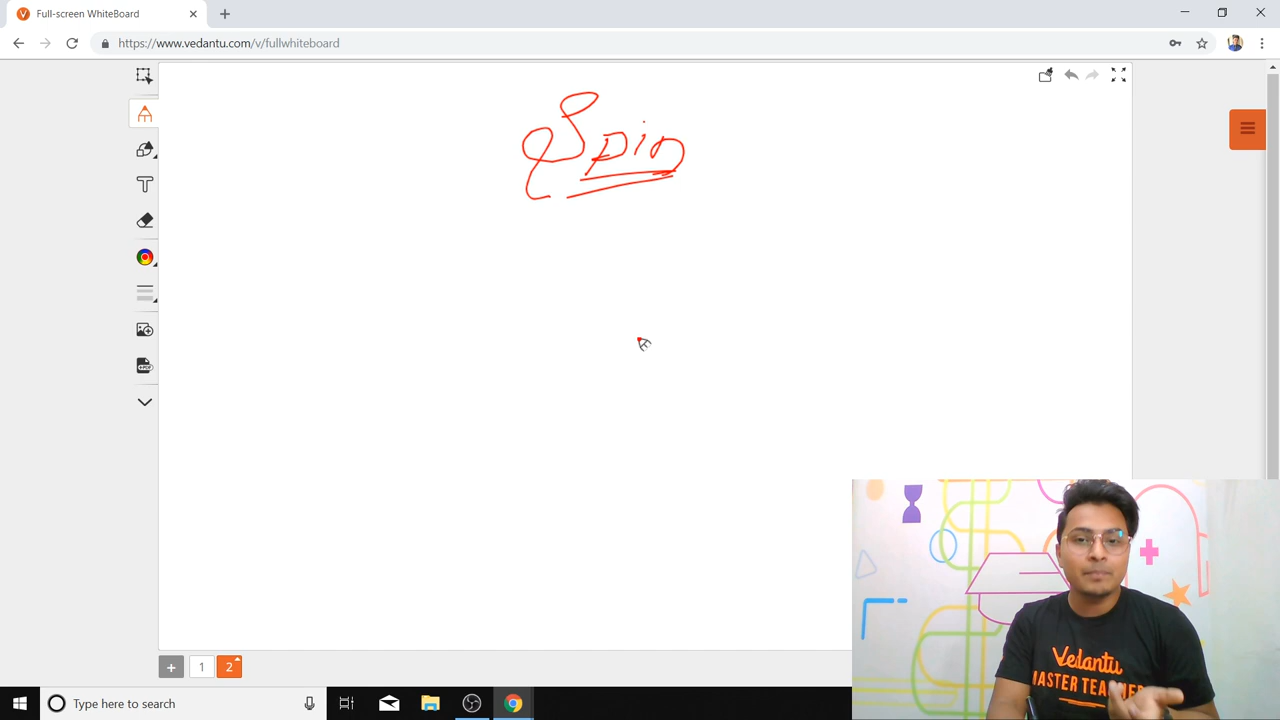 Full-screen WhiteBoard
https://www.vedantu.com/v/fullwhiteboard
Spin
1
2
Vedantu
MASTER TEACHER
Type here to search